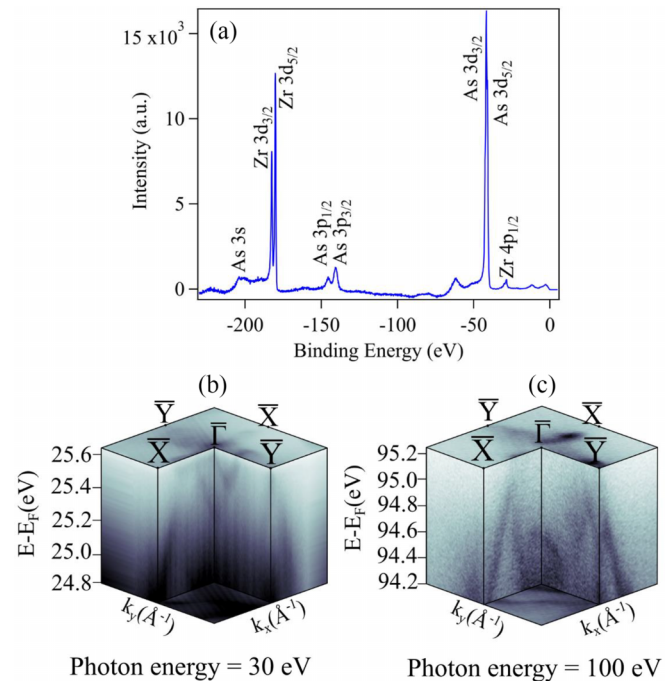 (a)
15 x10³
10
5
0
Intensity (a.u.)
As 3s
Zr 3d3/2
Zr 3d5/2
As 3p1/2
As 3p3/2
As 3d3/2
As 3d5/2
Zr 4p1/2
-200 -150 -100 -50 0
Binding Energy (eV)
(b)
Y̅ X̅
Γ̅
X̅ Y̅
25.6
25.4
25.2
25.0
24.8
E-EF(eV)
ky(Å⁻¹) kx(Å⁻¹)
Photon energy = 30 eV
(c)
Y̅ X̅
Γ̅
X̅ Y̅
95.2
95.0
94.8
94.6
94.4
94.2
E-EF(eV)
ky(Å⁻¹) kx(Å⁻¹)
Photon energy = 100 eV